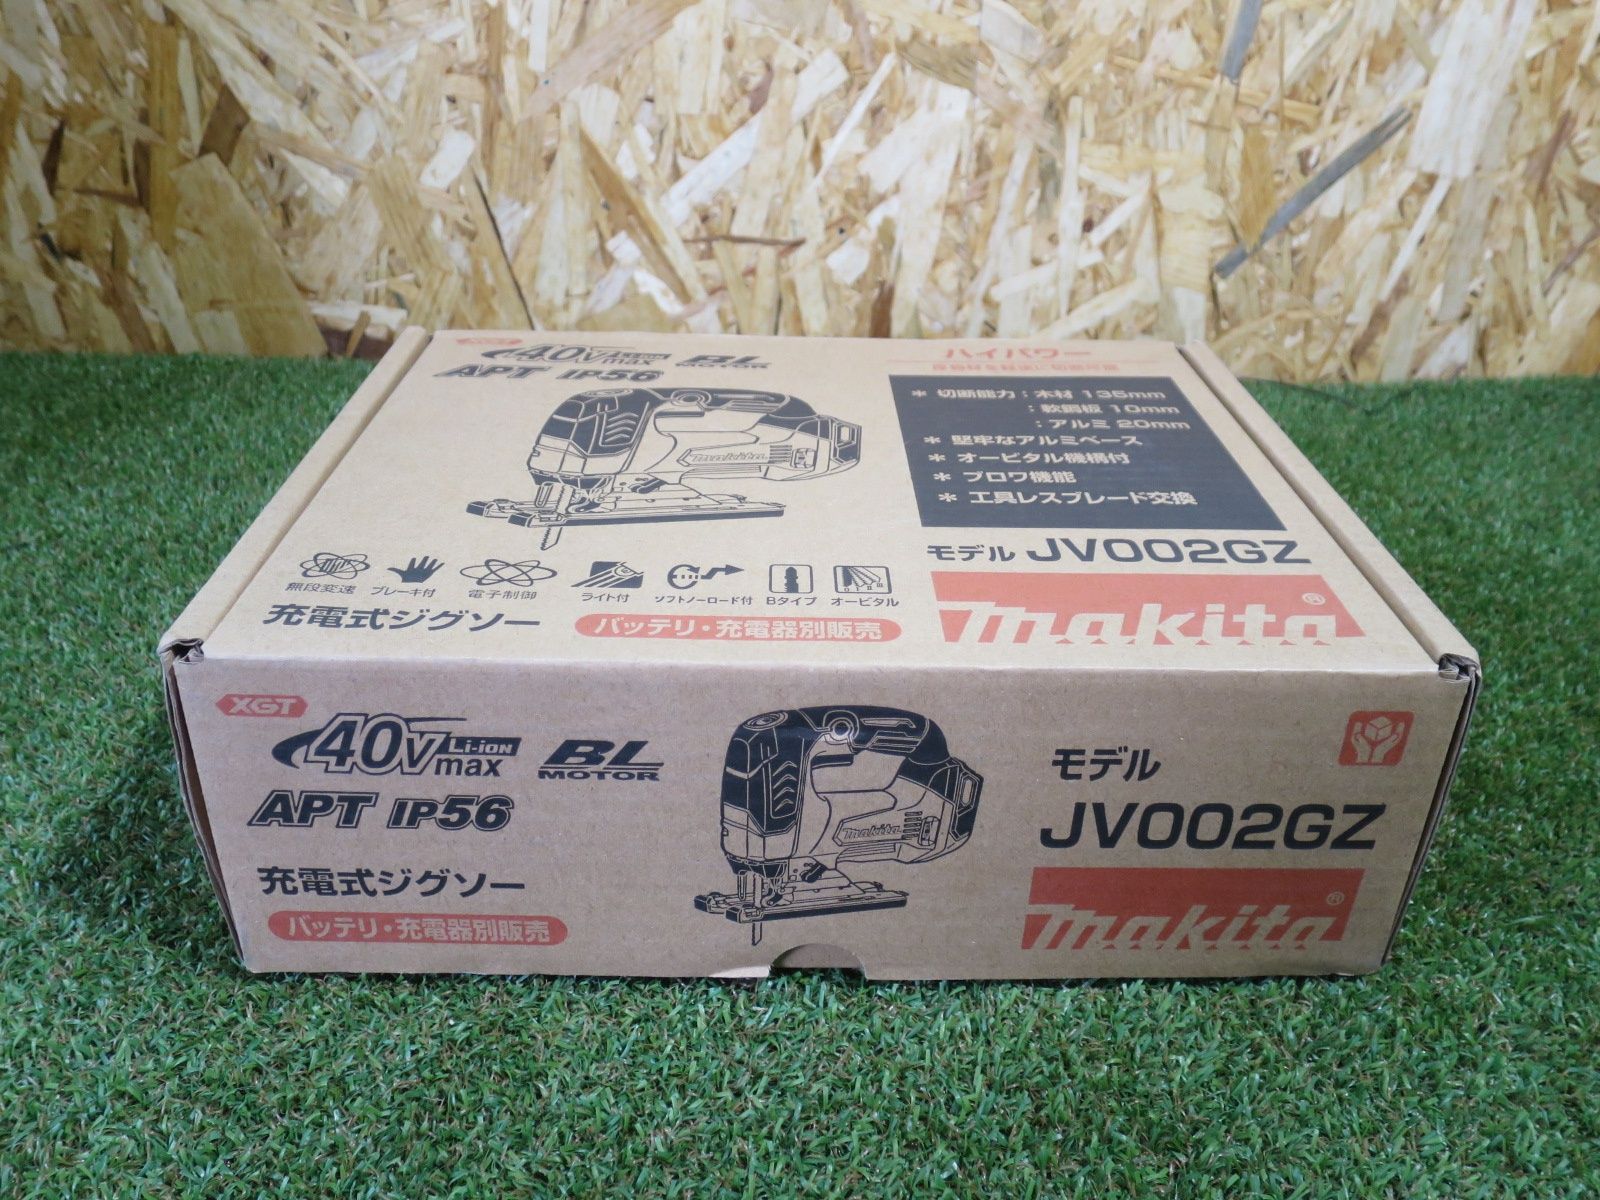 XGT
40Vmax Li-ion BL MOTOR
APT IP56
ハイパワー
* 切断能力：木材 135mm
：軟鋼板 10mm
：アルミ 20mm
* 堅牢なアルミベース
* オービタル機構付
* ブロワ機能
* 工具レスブレード交換
makita
モデル JV002GZ
無段変速 ブレーキ付 電子制御 ライト付 ソフトノーロード付 Bタイプ オービタル
充電式ジグソー
バッテリ・充電器別販売
makita®
XGT
40Vmax Li-ion BL MOTOR
APT IP56
充電式ジグソー
バッテリ・充電器別販売
makita
モデル
JV002GZ
makita®